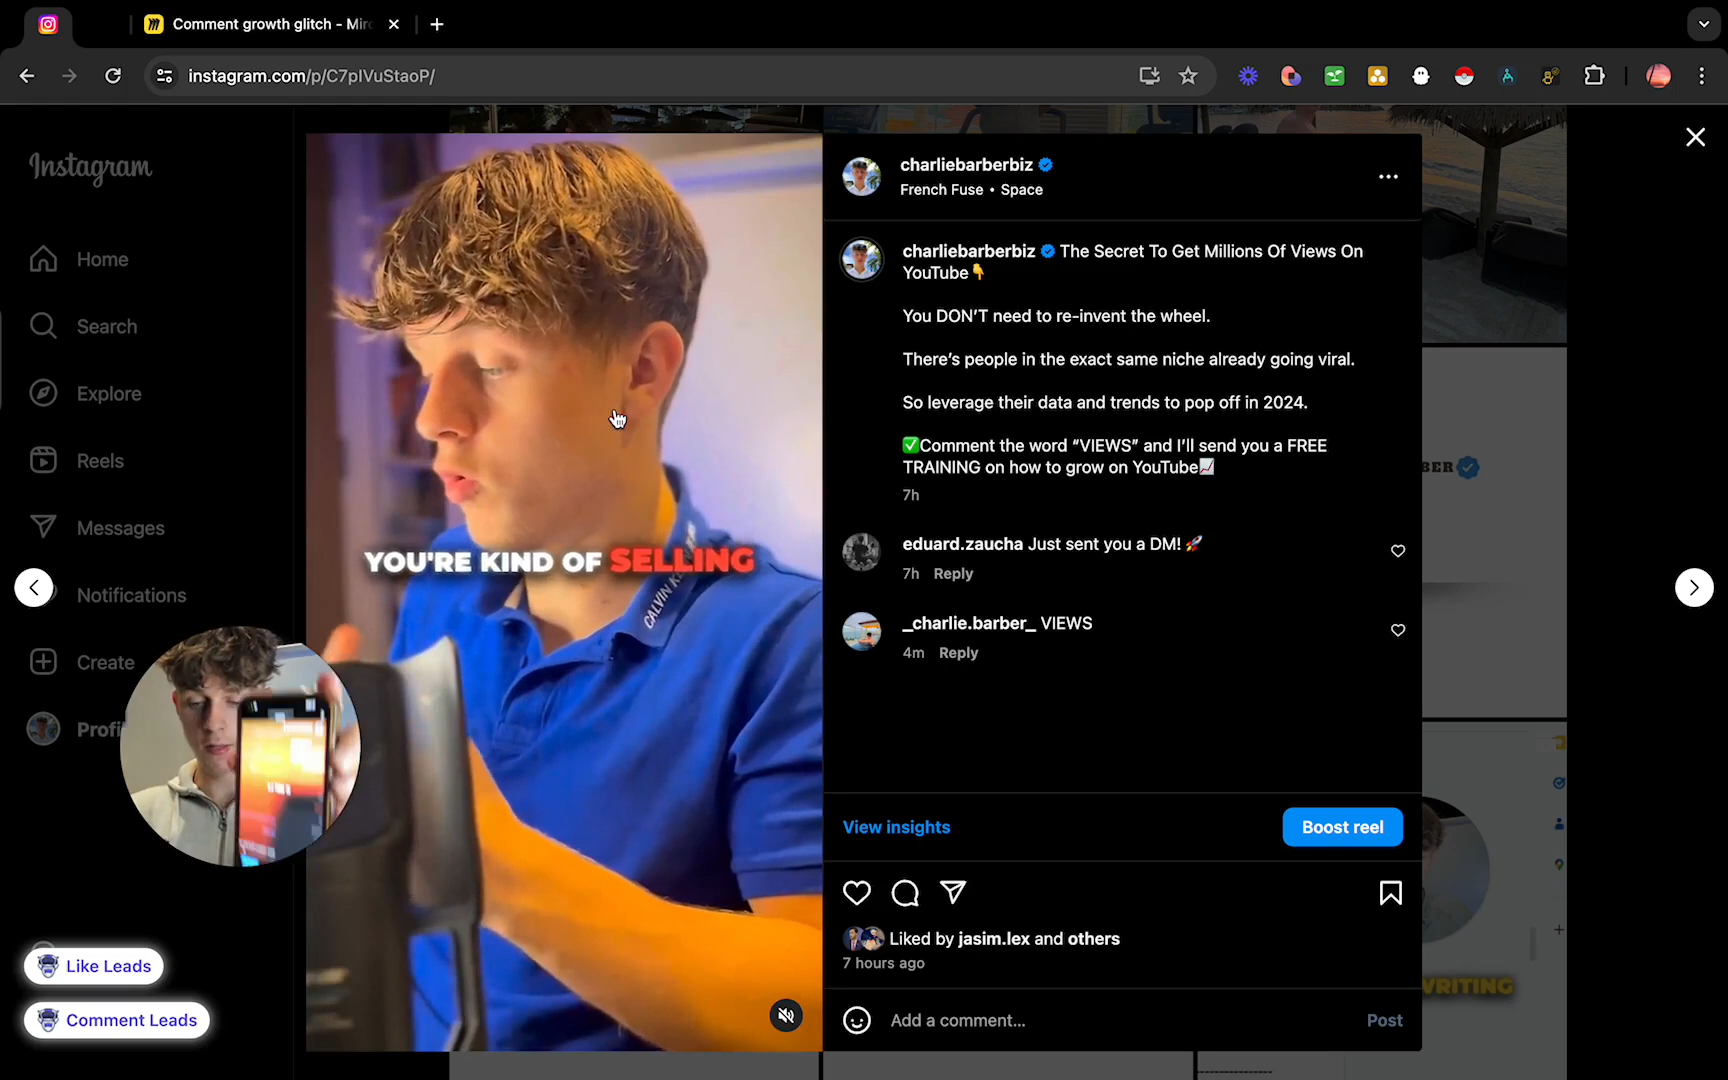 Comment growth glitch - Mir
instagram.com/p/C7pIVuStaoP/
Instagram
Home
Search
Explore
Reels
Messages
Notifications
Create
Profil
Like Leads
Comment Leads
YOU'RE KIND OF SELLING
CALVIN
charliebarberbiz
French Fuse • Space
charliebarberbiz The Secret To Get Millions Of Views On
YouTube👇
You DON'T need to re-invent the wheel.
There's people in the exact same niche already going viral.
So leverage their data and trends to pop off in 2024.
✅Comment the word “VIEWS” and I'll send you a FREE
TRAINING on how to grow on YouTube📈
7h
eduard.zaucha Just sent you a DM! 🚀
7h Reply
_charlie.barber_ VIEWS
4m Reply
View insights
Boost reel
Liked by jasim.lex and others
7 hours ago
Add a comment...
Post
BER
WRITING